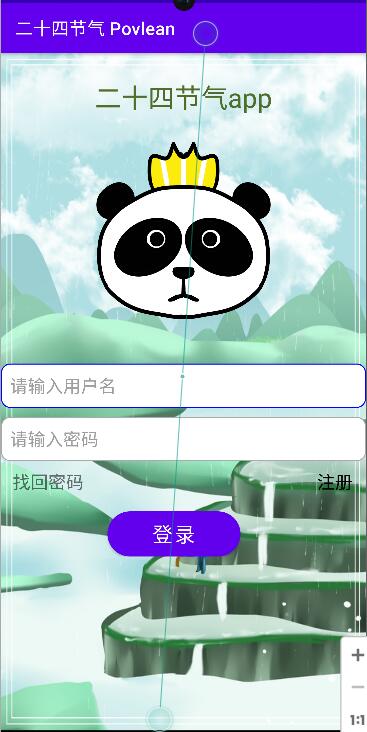 二十四节气 Povlean
二十四节气app
请输入用户名
请输入密码
找回密码 注册
登录
+
−
1:1